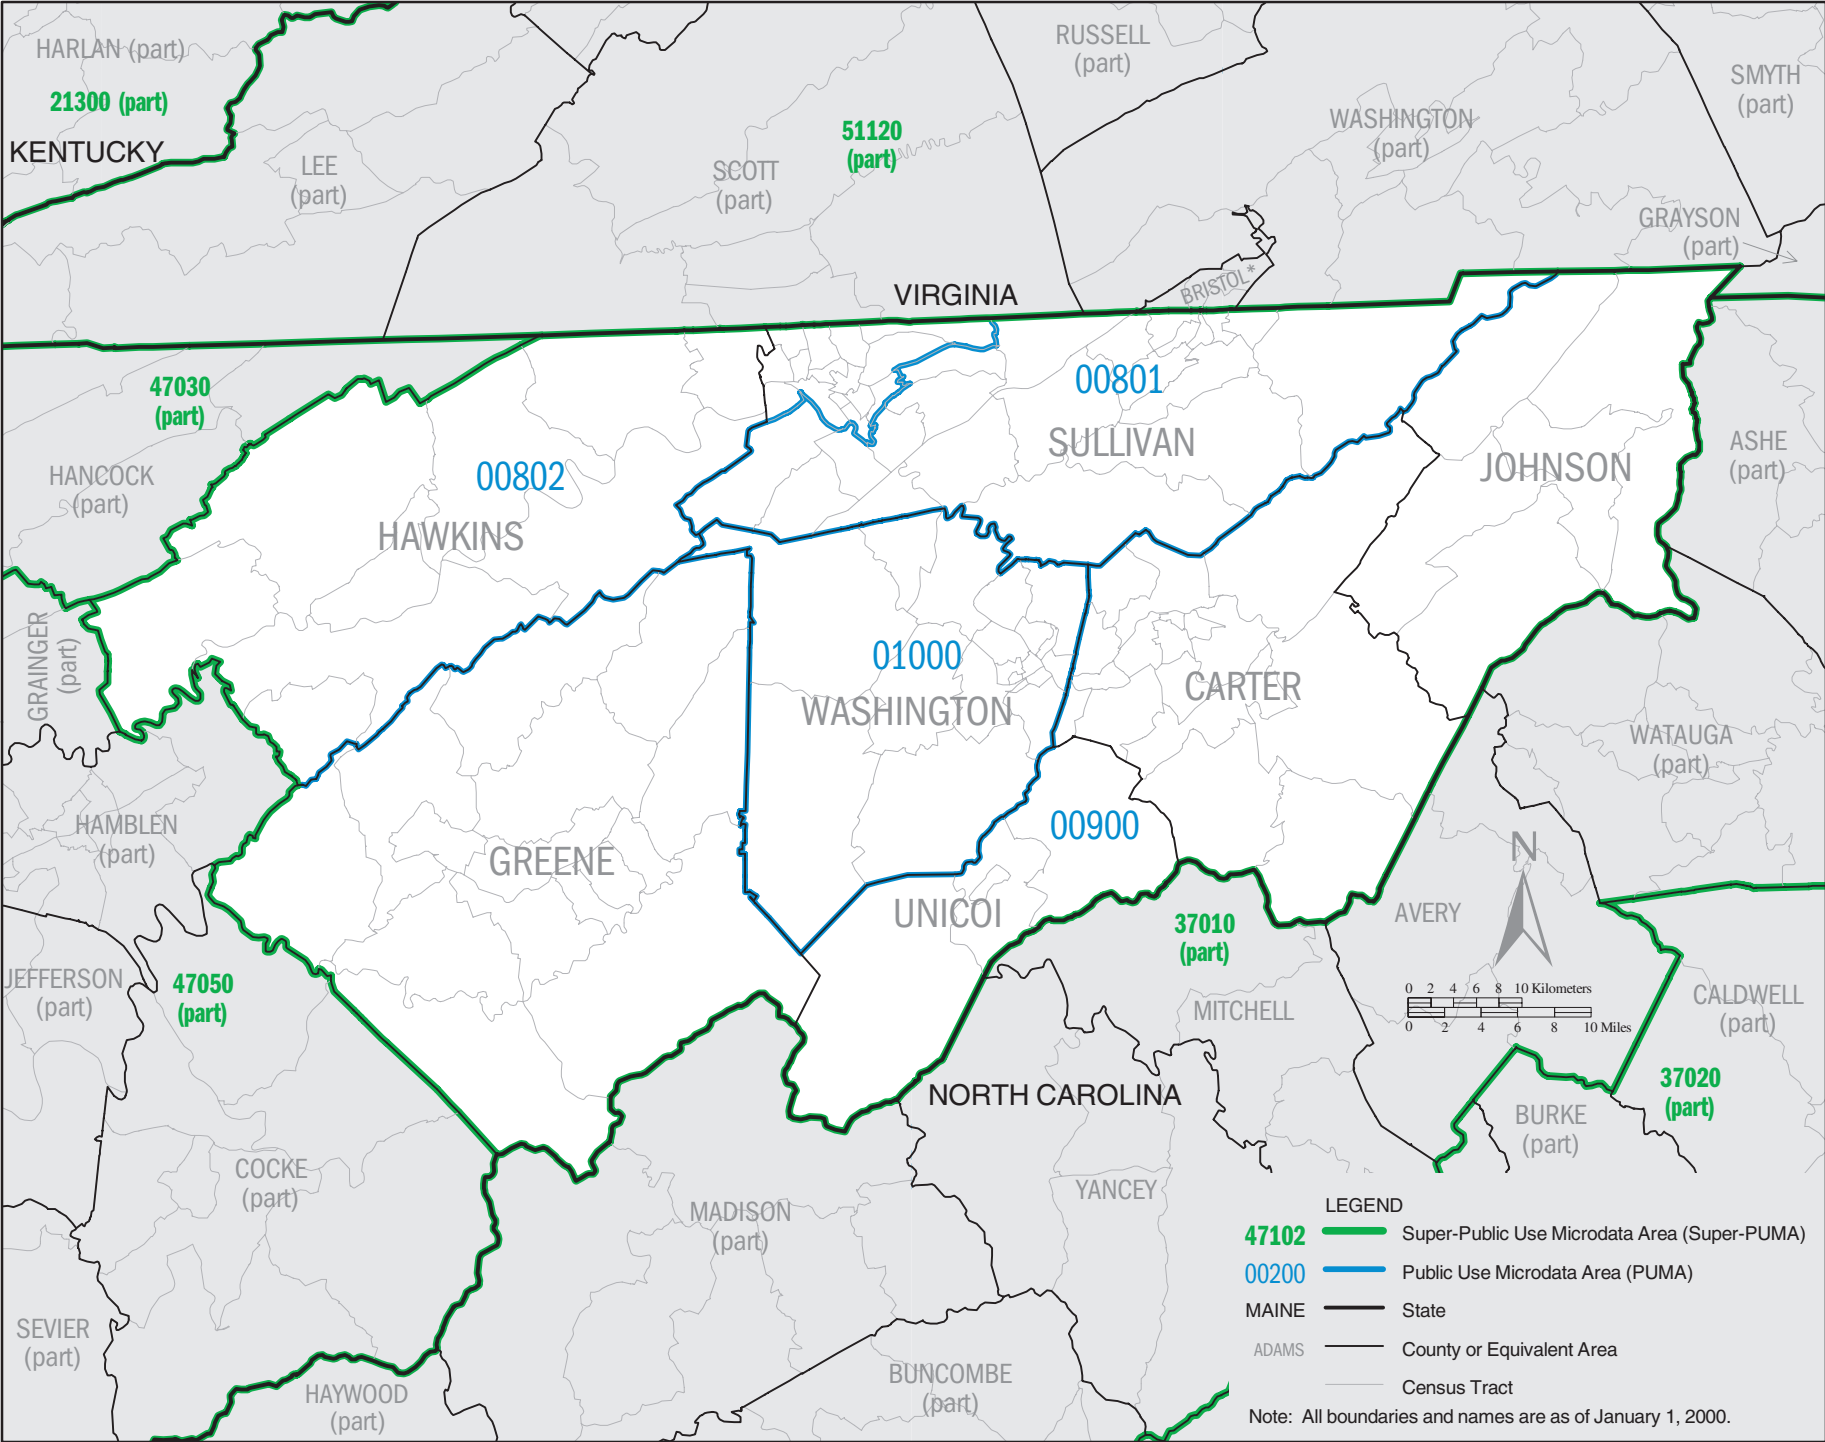 HARLAN (part)
21300 (part)
KENTUCKY
LEE
(part)
SCOTT
(part)
51120
(part)
RUSSELL
(part)
WASHINGTON
(part)
SMYTH
(part)
GRAYSON
(part)
BRISTOL*
VIRGINIA
47030
(part)
HANCOCK
(part)
00802
HAWKINS
00801
SULLIVAN
JOHNSON
ASHE
(part)
GRAINGER
(part)
01000
WASHINGTON
CARTER
WATAUGA
(part)
HAMBLEN
(part)
GREENE
00900
UNICOI
37010
(part)
AVERY
N
JEFFERSON
(part)
47050
(part)
MITCHELL
0 2 4 6 8 10 Kilometers
0 2 4 6 8 10 Miles
CALDWELL
(part)
37020
(part)
NORTH CAROLINA
BURKE
(part)
COCKE
(part)
MADISON
(part)
YANCEY
SEVIER
(part)
HAYWOOD
(part)
BUNCOMBE
(part)
LEGEND
47102 Super-Public Use Microdata Area (Super-PUMA)
00200 Public Use Microdata Area (PUMA)
MAINE State
ADAMS County or Equivalent Area
Census Tract
Note: All boundaries and names are as of January 1, 2000.